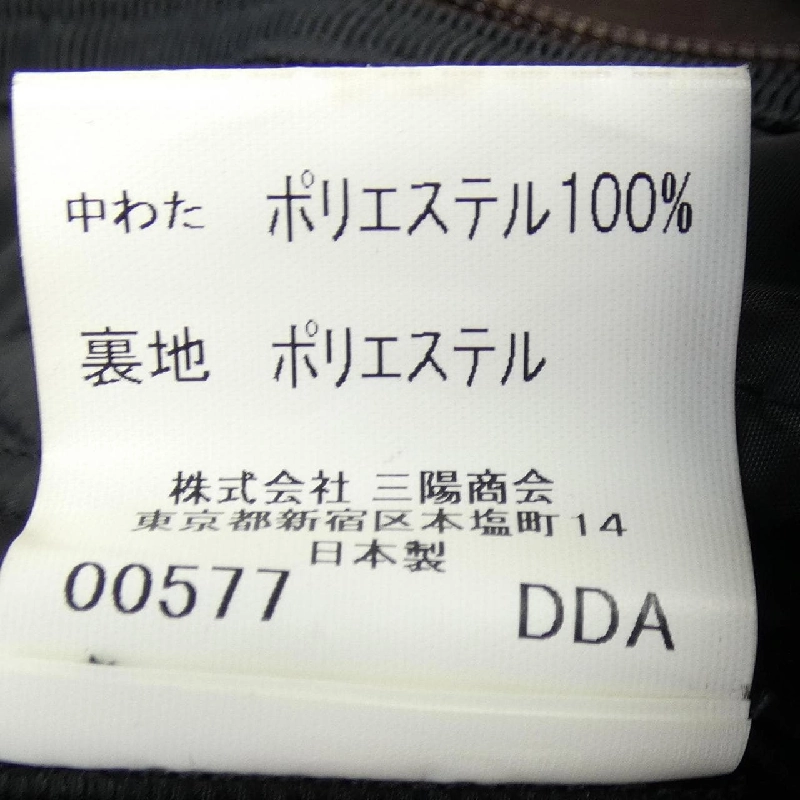 中わた ポリエステル100%
裏地 ポリエステル
株式会社 三陽商会
東京都新宿区本塩町14
日本製
00577 DDA